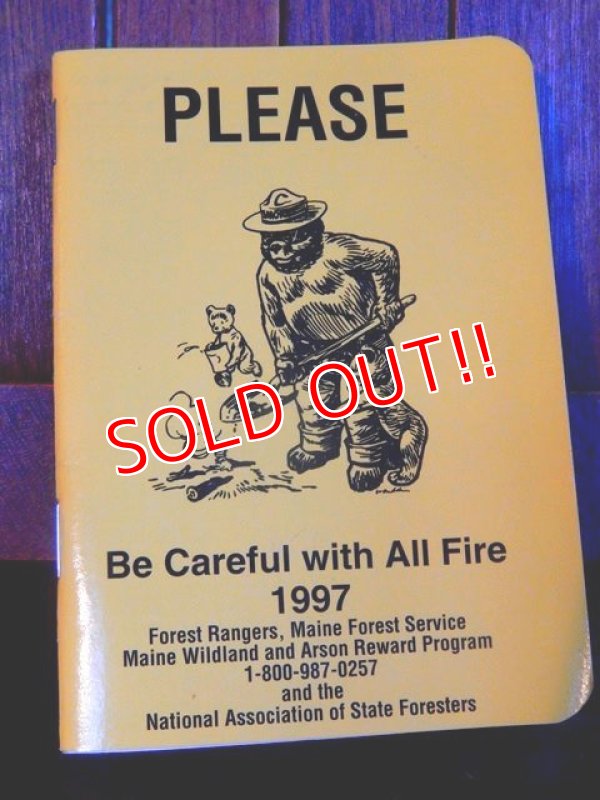 PLEASE
SOLD OUT!!
Be Careful with All Fire
1997
Forest Rangers, Maine Forest Service
Maine Wildland and Arson Reward Program
1-800-987-0257
and the
National Association of State Foresters